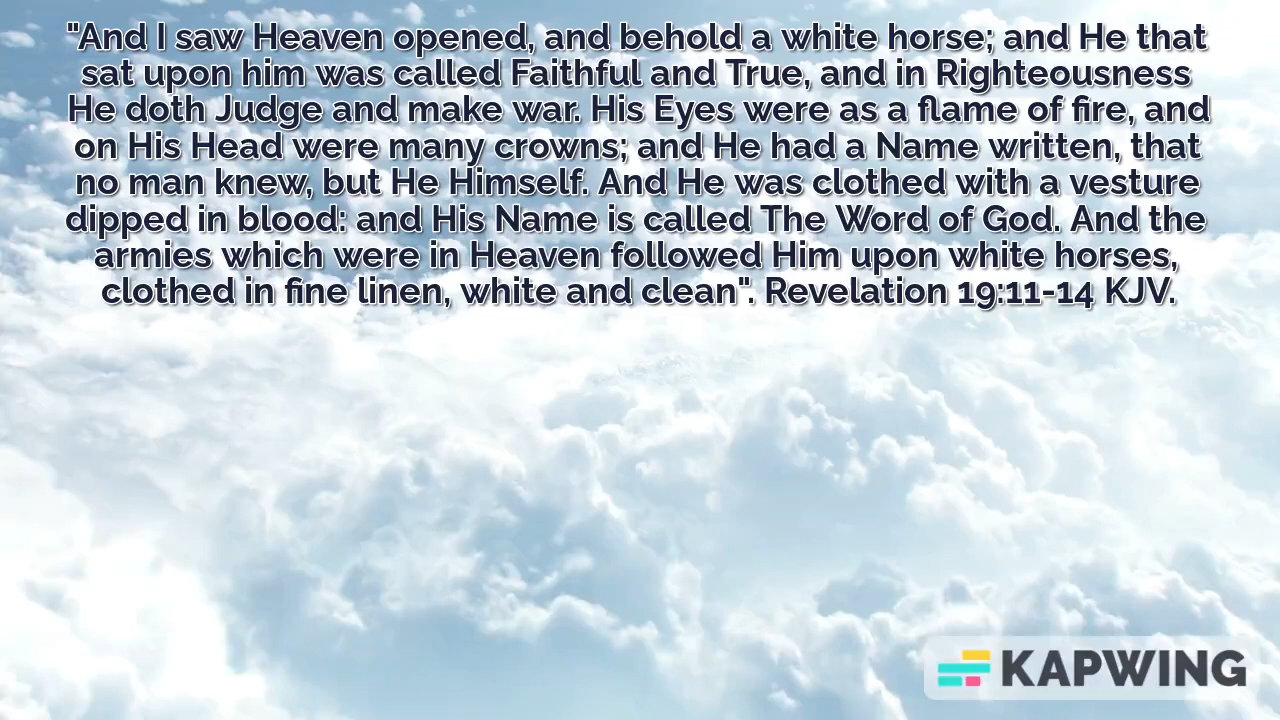 "And I saw Heaven opened, and behold a white horse; and He that
sat upon him was called Faithful and True, and in Righteousness
He doth Judge and make war. His Eyes were as a flame of fire, and
on His Head were many crowns; and He had a Name written, that
no man knew, but He Himself. And He was clothed with a vesture
dipped in blood: and His Name is called The Word of God. And the
armies which were in Heaven followed Him upon white horses,
clothed in fine linen, white and clean". Revelation 19:11-14 KJV.
KAPWING